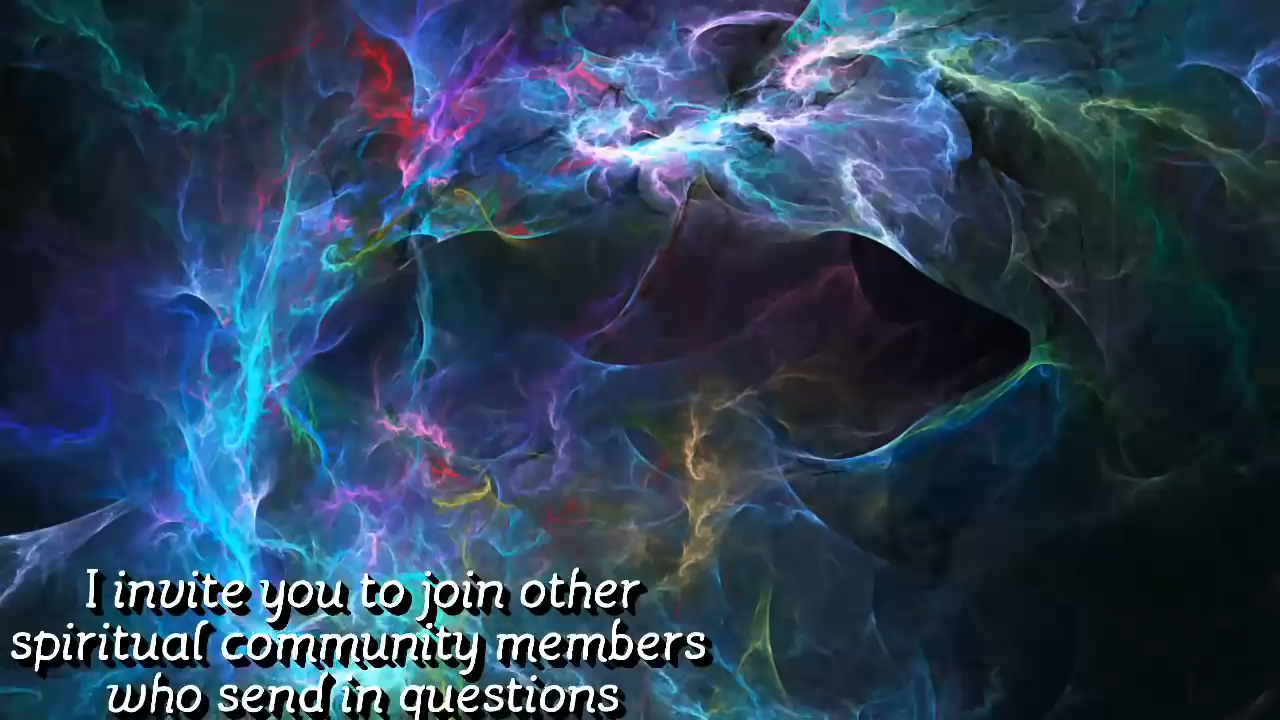 I invite you to join other
spiritual community members
who send in questions